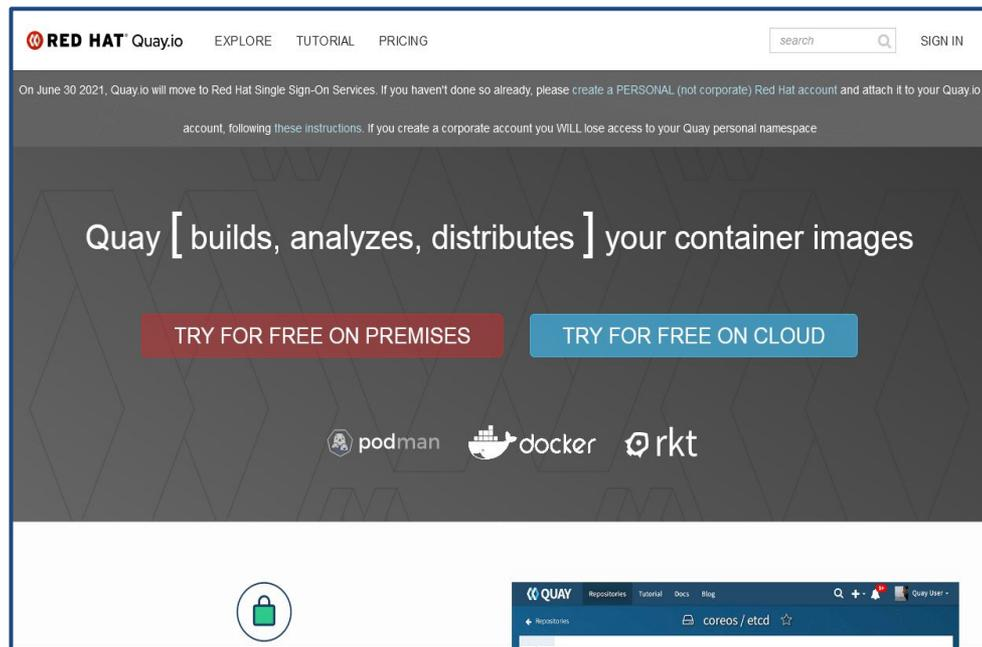 RED HAT Quay.io EXPLORE TUTORIAL PRICING search SIGN IN
On June 30 2021, Quay.io will move to Red Hat Single Sign-On Services. If you haven't done so already, please create a PERSONAL (not corporate) Red Hat account and attach it to your Quay.io
account, following these instructions. If you create a corporate account you WILL lose access to your Quay personal namespace
Quay [ builds, analyzes, distributes ] your container images
TRY FOR FREE ON PREMISES TRY FOR FREE ON CLOUD
podman docker rkt
QUAY Repositories Tutorial Docs Blog Quay User
Repositories coreos / etcd